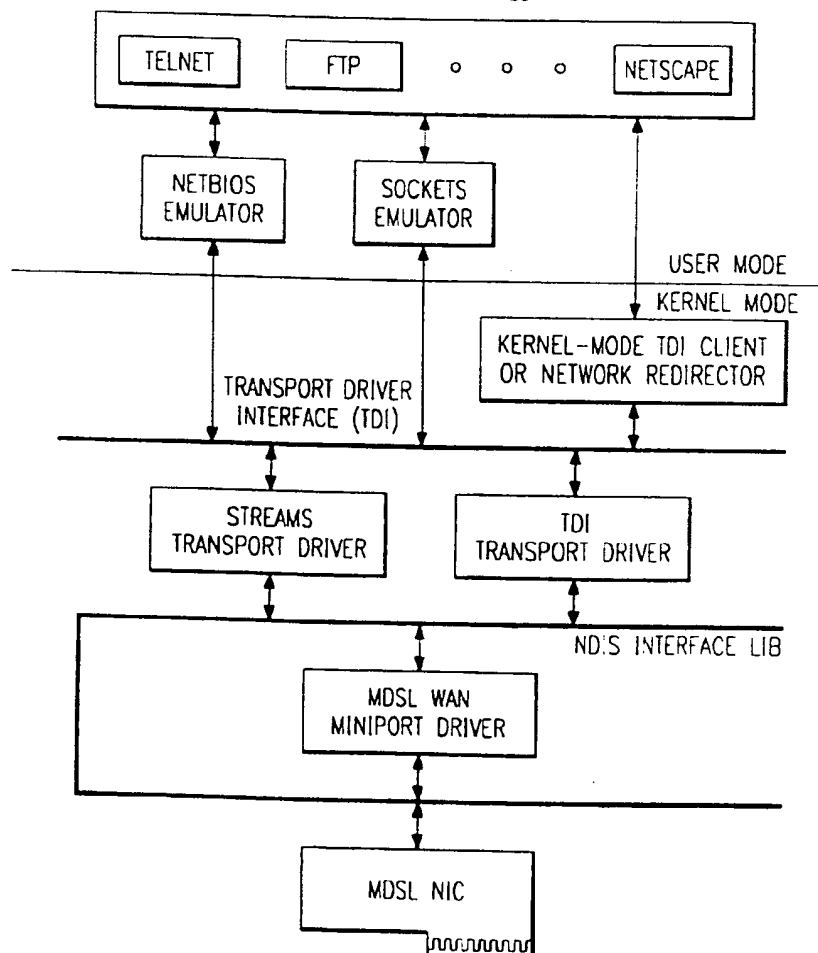 TELNET
FTP
NETSCAPE
NETBIOS
EMULATOR
SOCKETS
EMULATOR
USER MODE
KERNEL MODE
KERNEL-MODE TDI CLIENT
OR NETWORK REDIRECTOR
TRANSPORT DRIVER
INTERFACE (TDI)
STREAMS
TRANSPORT DRIVER
TDI
TRANSPORT DRIVER
NDIS INTERFACE LIB
MDSL WAN
MINIPORT DRIVER
MDSL NIC